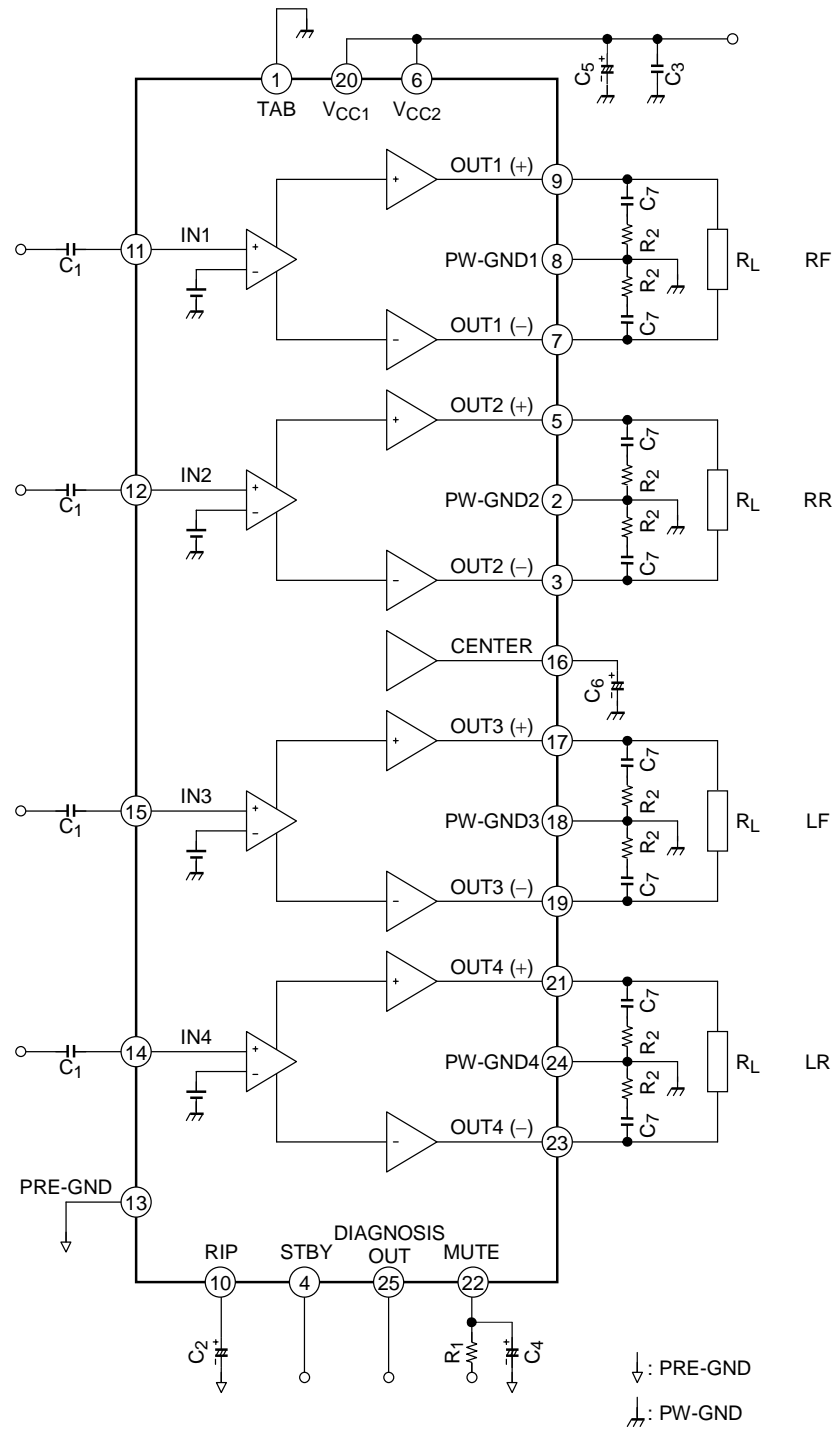 1 20 6
TAB VCC1 VCC2
C5 + − C3
OUT1 (+) 9
C7
R2
11 IN1 + − +
C1
PW-GND1 8
RL RF
R2
C7
− OUT1 (−) 7
OUT2 (+) 5
C7
R2
12 IN2 + − +
C1
PW-GND2 2
RL RR
R2
C7
− OUT2 (−) 3
CENTER 16
C6 + −
OUT3 (+) 17
C7
R2
15 IN3 + − +
C1
PW-GND3 18
RL LF
R2
C7
− OUT3 (−) 19
OUT4 (+) 21
C7
R2
14 IN4 + − +
C1
PW-GND4 24
RL LR
R2
C7
− OUT4 (−) 23
PRE-GND 13
RIP STBY DIAGNOSIS OUT MUTE
10 4 25 22
C2 + − R1 C4 + −
: PRE-GND
: PW-GND